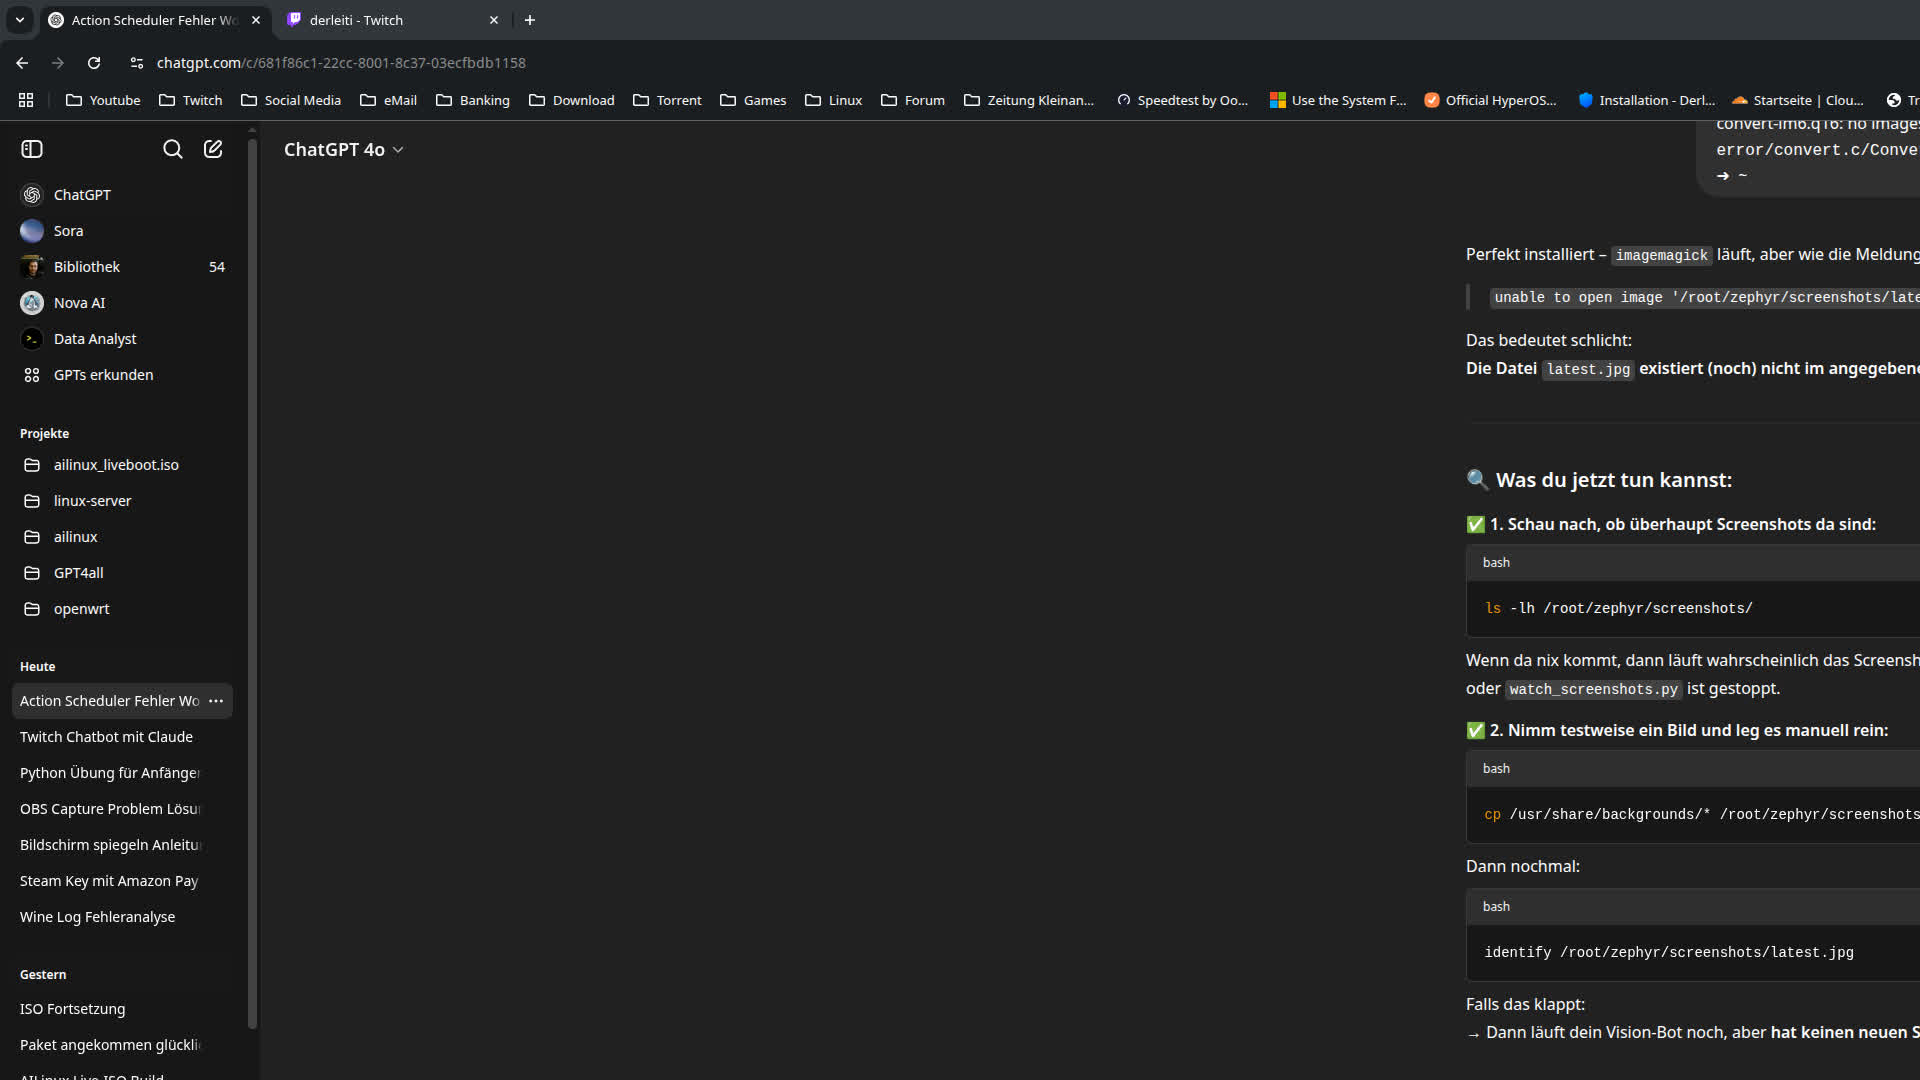 Action Scheduler Fehler Wo
derleiti - Twitch
chatgpt.com/c/681f86c1-22cc-8001-8c37-03ecfbdb1158
Youtube
Twitch
Social Media
eMail
Banking
Download
Torrent
Games
Linux
Forum
Zeitung Kleinan...
Speedtest by Oo...
Use the System F...
Official HyperOS...
Installation - Derl...
Startseite | Clou...
Tr
ChatGPT
Sora
Bibliothek 54
Nova AI
Data Analyst
GPTs erkunden
Projekte
ailinux_liveboot.iso
linux-server
ailinux
GPT4all
openwrt
Heute
Action Scheduler Fehler Wo ...
Twitch Chatbot mit Claude
Python Übung für Anfänger
OBS Capture Problem Lösu
Bildschirm spiegeln Anleitu
Steam Key mit Amazon Pay
Wine Log Fehleranalyse
Gestern
ISO Fortsetzung
Paket angekommen glückli
AILinux Live ISO Build
ChatGPT 4o
convert-im6.q16: no images
error/convert.c/Conve
➜ ~
Perfekt installiert – imagemagick läuft, aber wie die Meldung
unable to open image '/root/zephyr/screenshots/late
Das bedeutet schlicht:
Die Datei latest.jpg existiert (noch) nicht im angegebene
🔍 Was du jetzt tun kannst:
✅ 1. Schau nach, ob überhaupt Screenshots da sind:
bash
ls -lh /root/zephyr/screenshots/
Wenn da nix kommt, dann läuft wahrscheinlich das Screensh
oder watch_screenshots.py ist gestoppt.
✅ 2. Nimm testweise ein Bild und leg es manuell rein:
bash
cp /usr/share/backgrounds/* /root/zephyr/screenshots
Dann nochmal:
bash
identify /root/zephyr/screenshots/latest.jpg
Falls das klappt:
→ Dann läuft dein Vision-Bot noch, aber hat keinen neuen S